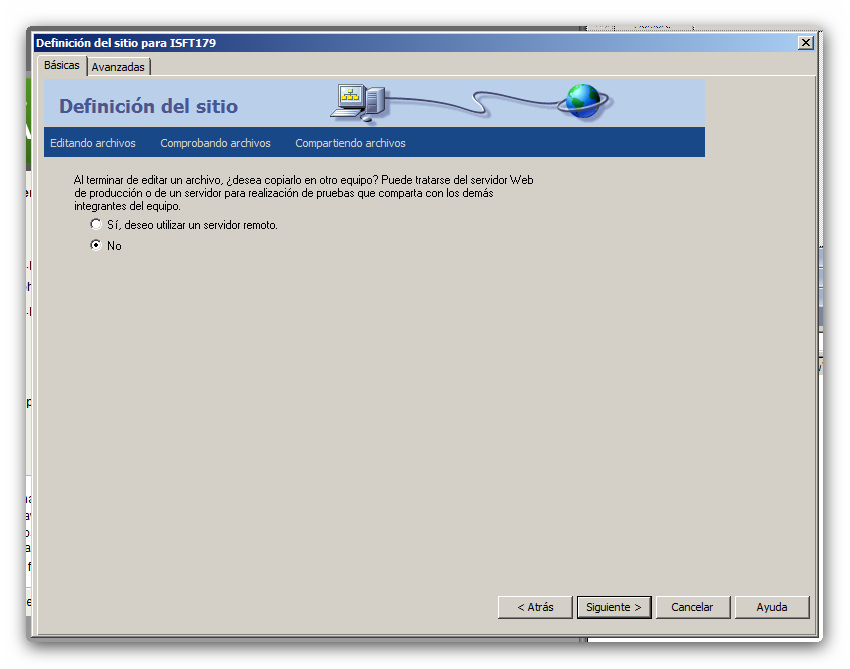 Definición del sitio para ISFT179
Básicas
Avanzadas
Definición del sitio
Editando archivos
Comprobando archivos
Compartiendo archivos
Al terminar de editar un archivo, ¿desea copiarlo en otro equipo? Puede tratarse del servidor Web
de producción o de un servidor para realización de pruebas que comparta con los demás
integrantes del equipo.
Sí, deseo utilizar un servidor remoto.
No
< Atrás
Siguiente >
Cancelar
Ayuda